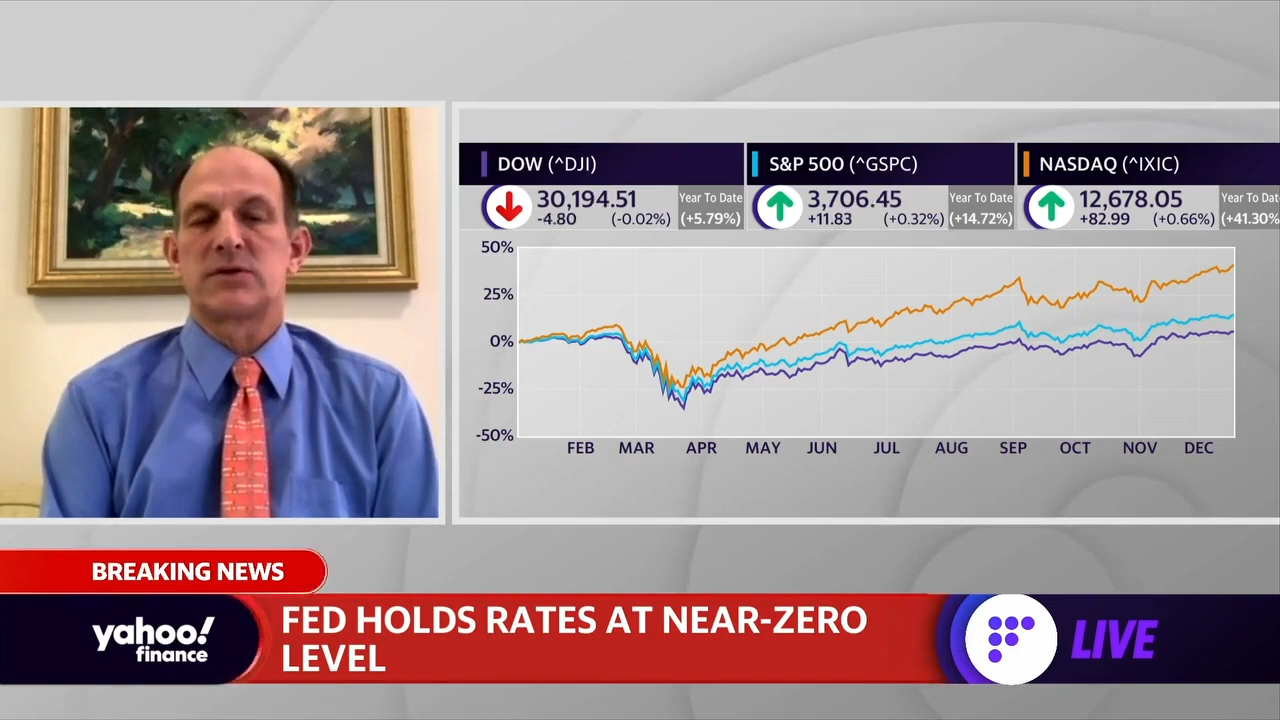 DOW (^DJI)
30,194.51
-4.80 (-0.02%)
Year To Date
(+5.79%)
S&P 500 (^GSPC)
3,706.45
+11.83 (+0.32%)
Year To Date
(+14.72%)
NASDAQ (^IXIC)
12,678.05
+82.99 (+0.66%)
Year To Dat
(+41.30%
50%
25%
0%
-25%
-50%
FEB MAR APR MAY JUN JUL AUG SEP OCT NOV DEC
BREAKING NEWS
yahoo!
finance
FED HOLDS RATES AT NEAR-ZERO
LEVEL
LIVE